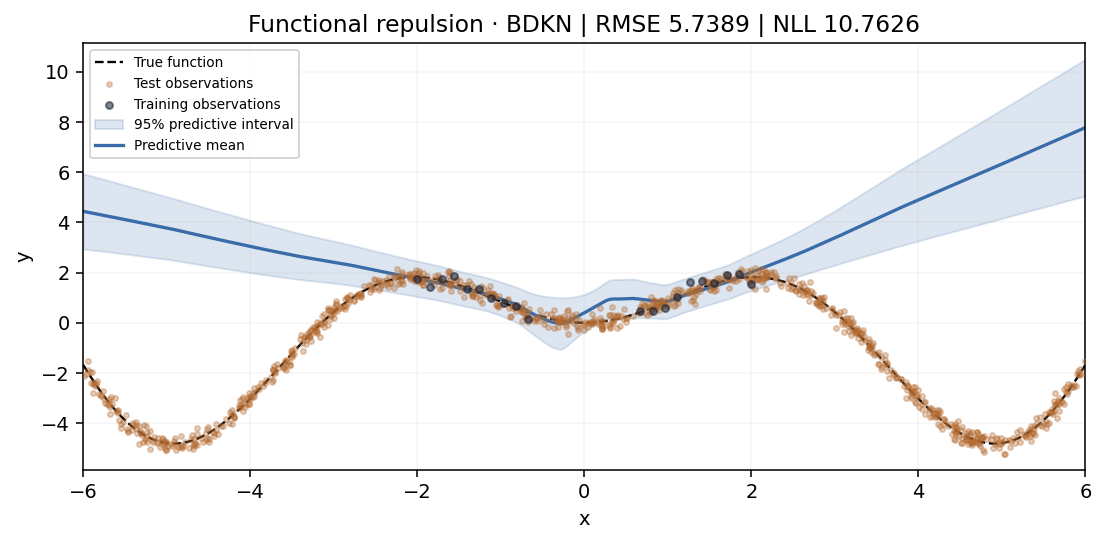 Functional repulsion · BDKN | RMSE 5.7389 | NLL 10.7626
True function
Test observations
Training observations
95% predictive interval
Predictive mean
y
10
8
6
4
2
0
−2
−4
−6 −4 −2 0 2 4 6
x